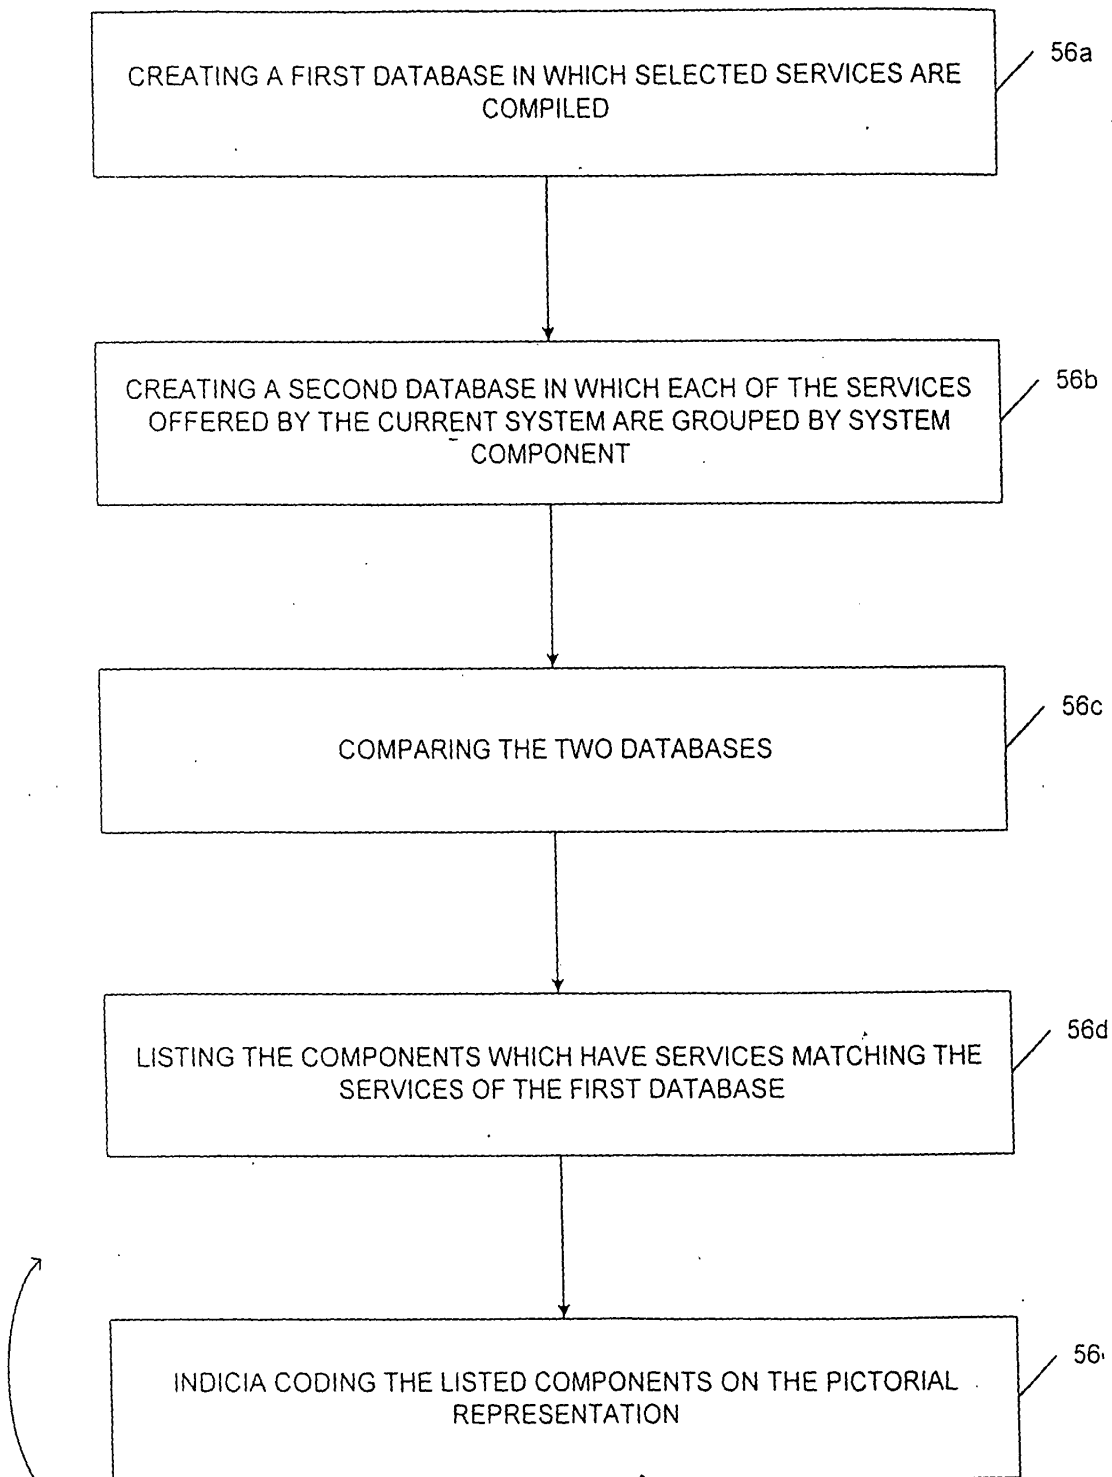 56a
CREATING A FIRST DATABASE IN WHICH SELECTED SERVICES ARE
COMPILED
56b
CREATING A SECOND DATABASE IN WHICH EACH OF THE SERVICES
OFFERED BY THE CURRENT SYSTEM ARE GROUPED BY SYSTEM
COMPONENT
56c
COMPARING THE TWO DATABASES
56d
LISTING THE COMPONENTS WHICH HAVE SERVICES MATCHING THE
SERVICES OF THE FIRST DATABASE
56
INDICIA CODING THE LISTED COMPONENTS ON THE PICTORIAL
REPRESENTATION